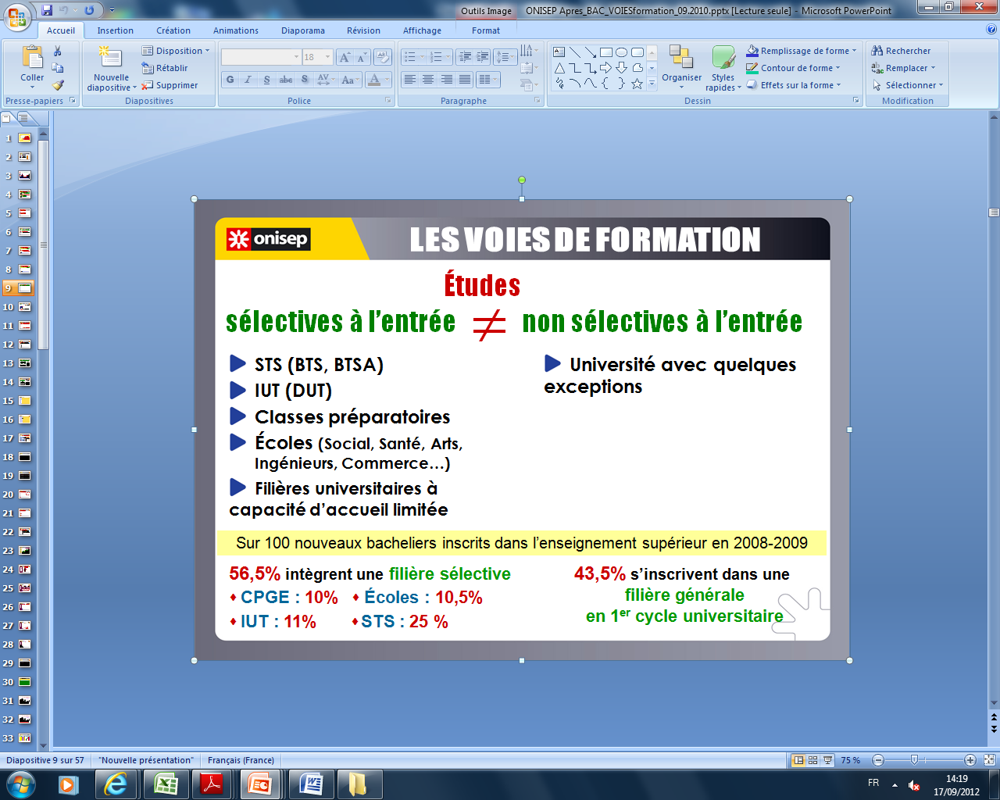 Outils Image
ONISEP Apres_BAC_VOIESformation_09.2010.pptx [Lecture seule] - Microsoft PowerPoint
Accueil Insertion Création Animations Diaporama Révision Affichage Format
Coller
Presse-papiers
Nouvelle diapositive
Disposition
Rétablir
Supprimer
Diapositives
18
G I S abc S AV Aa A
Police
Paragraphe
Organiser
Styles rapides
Remplissage de forme
Contour de forme
Effets sur la forme
Dessin
Rechercher
Remplacer
Sélectionner
Modification
1
2
3
4
5
6
7
8
9
10
11
12
13
14
15
16
17
18
19
20
21
22
23
24
25
26
27
28
29
30
31
32
33
onisep
LES VOIES DE FORMATION
Études
sélectives à l'entrée ≠ non sélectives à l'entrée
STS (BTS, BTSA)
IUT (DUT)
Classes préparatoires
Écoles (Social, Santé, Arts,
Ingénieurs, Commerce...)
Filières universitaires à
capacité d'accueil limitée
Université avec quelques
exceptions
Sur 100 nouveaux bacheliers inscrits dans l'enseignement supérieur en 2008-2009
56,5% intègrent une filière sélective
♦ CPGE : 10% ♦ Écoles : 10,5%
♦ IUT : 11% ♦ STS : 25 %
43,5% s'inscrivent dans une
filière générale
en 1er cycle universitaire
Diapositive 9 sur 57 "Nouvelle présentation" Français (France) 75 %
FR
14:19
17/09/2012